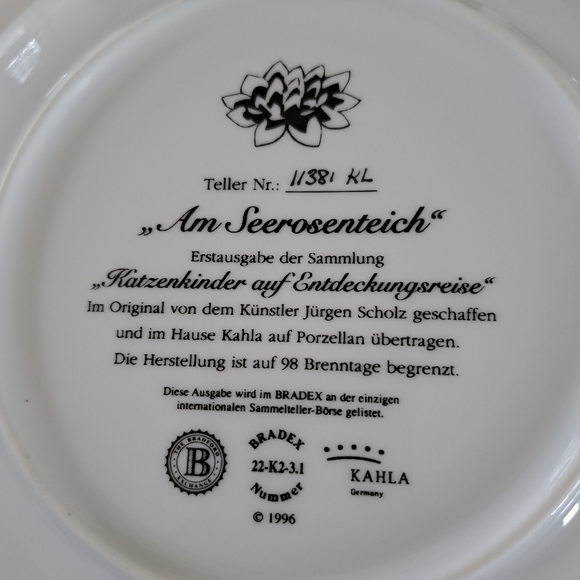 Teller Nr.: 11381 KL
„Am Seerosenteich“
Erstausgabe der Sammlung
„Katzenkinder auf Entdeckungsreise“
Im Original von dem Künstler Jürgen Scholz geschaffen
und im Hause Kahla auf Porzellan übertragen.
Die Herstellung ist auf 98 Brenntage begrenzt.
Diese Ausgabe wird im BRADEX an der einzigen
internationalen Sammelteller-Börse gelistet.
THE BRADFORD
B
EXCHANGE
BRADEX
22-K2-3.1
Nummer
KAHLA
Germany
© 1996